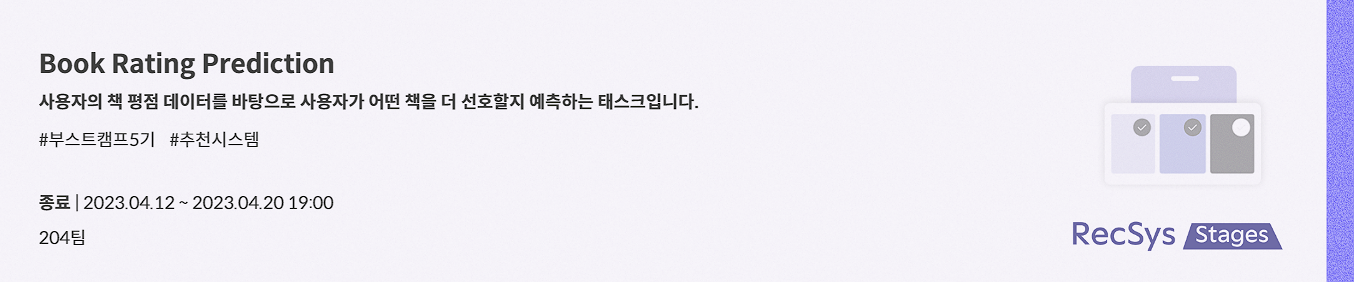 Book Rating Prediction
사용자의 책 평점 데이터를 바탕으로 사용자가 어떤 책을 더 선호할지 예측하는 태스크입니다.
#부스트캠프5기 #추천시스템
종료 | 2023.04.12 ~ 2023.04.20 19:00
204팀
RecSys Stages